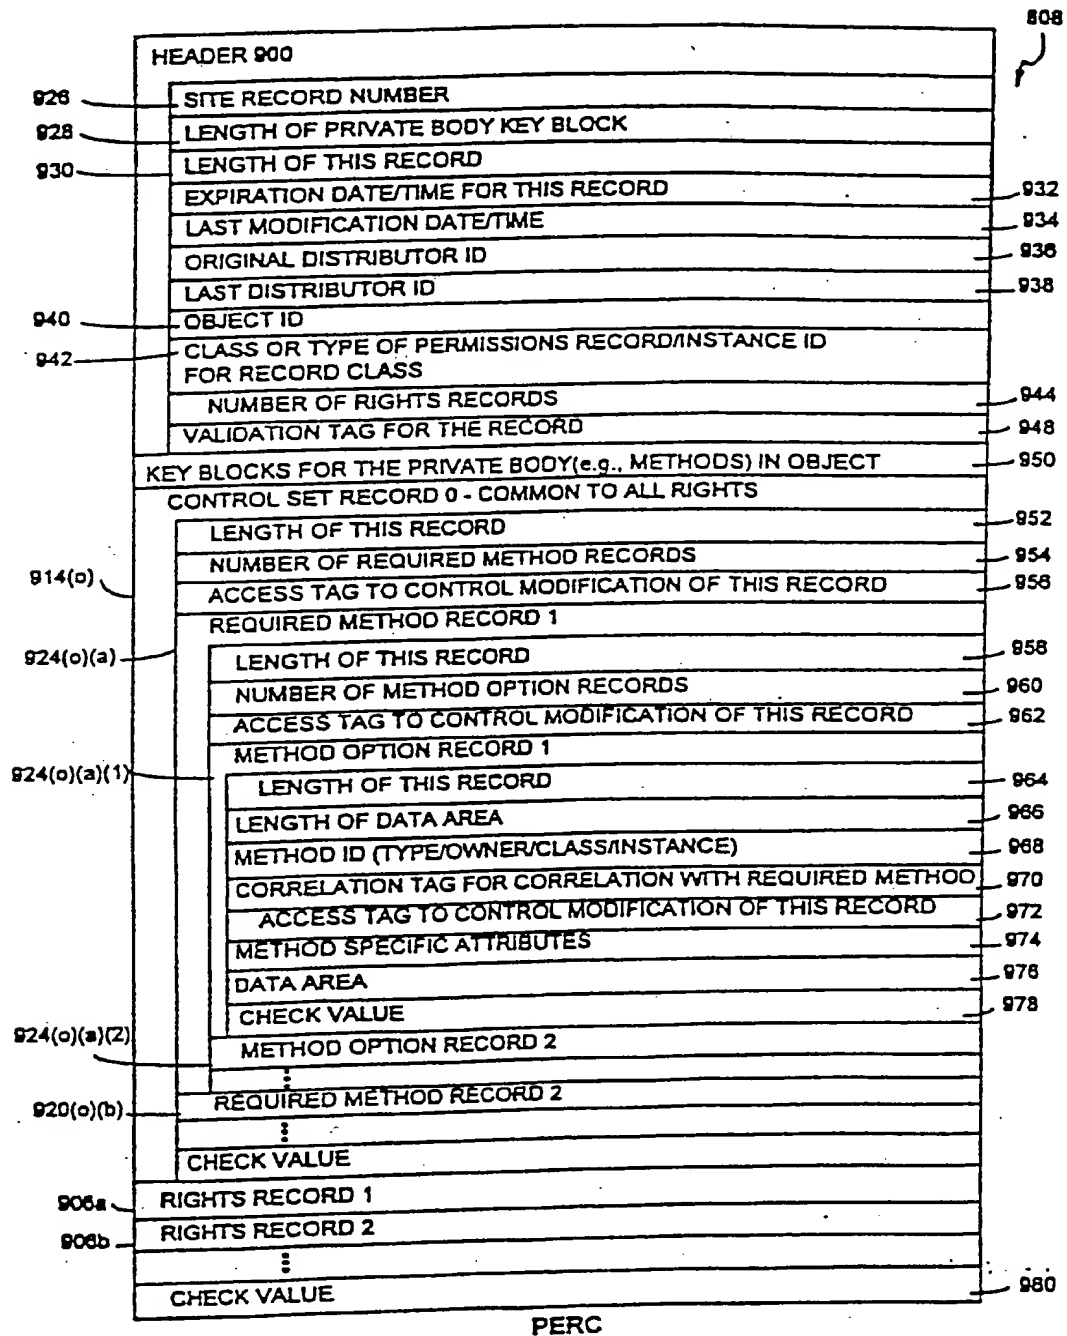 808
HEADER 900
926
SITE RECORD NUMBER
928
LENGTH OF PRIVATE BODY KEY BLOCK
930
LENGTH OF THIS RECORD
EXPIRATION DATE/TIME FOR THIS RECORD
932
LAST MODIFICATION DATE/TIME
934
ORIGINAL DISTRIBUTOR ID
936
LAST DISTRIBUTOR ID
938
940
OBJECT ID
942
CLASS OR TYPE OF PERMISSIONS RECORD/INSTANCE ID
FOR RECORD CLASS
NUMBER OF RIGHTS RECORDS
944
VALIDATION TAG FOR THE RECORD
948
KEY BLOCKS FOR THE PRIVATE BODY(e.g., METHODS) IN OBJECT
950
CONTROL SET RECORD 0 - COMMON TO ALL RIGHTS
LENGTH OF THIS RECORD
952
NUMBER OF REQUIRED METHOD RECORDS
954
914(o)
ACCESS TAG TO CONTROL MODIFICATION OF THIS RECORD
956
REQUIRED METHOD RECORD 1
924(o)(a)
LENGTH OF THIS RECORD
958
NUMBER OF METHOD OPTION RECORDS
960
ACCESS TAG TO CONTROL MODIFICATION OF THIS RECORD
962
METHOD OPTION RECORD 1
924(o)(a)(1)
LENGTH OF THIS RECORD
964
LENGTH OF DATA AREA
966
METHOD ID (TYPE/OWNER/CLASS/INSTANCE)
968
CORRELATION TAG FOR CORRELATION WITH REQUIRED METHOD
970
ACCESS TAG TO CONTROL MODIFICATION OF THIS RECORD
972
METHOD SPECIFIC ATTRIBUTES
974
DATA AREA
976
CHECK VALUE
978
924(o)(a)(2)
METHOD OPTION RECORD 2
920(o)(b)
REQUIRED METHOD RECORD 2
CHECK VALUE
906a
RIGHTS RECORD 1
906b
RIGHTS RECORD 2
CHECK VALUE
980
PERC